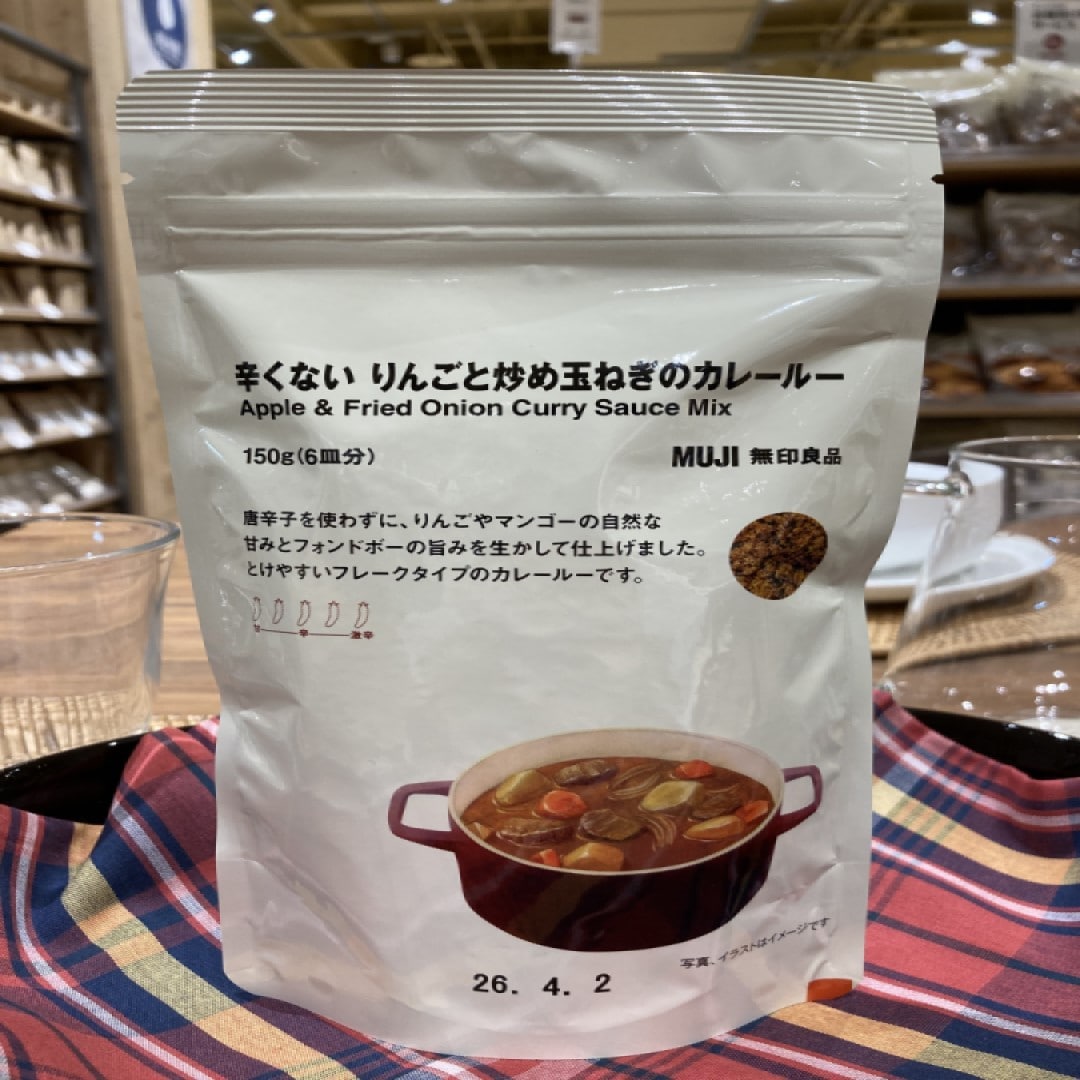 辛くない りんごと炒め玉ねぎのカレールー
Apple & Fried Onion Curry Sauce Mix
150g(6皿分)
MUJI 無印良品
唐辛子を使わずに、りんごやマンゴーの自然な
甘みとフォンドボーの旨みを生かして仕上げました。
とけやすいフレークタイプのカレールーです。
甘 辛 激辛
写真、イラストはイメージです
26. 4. 2